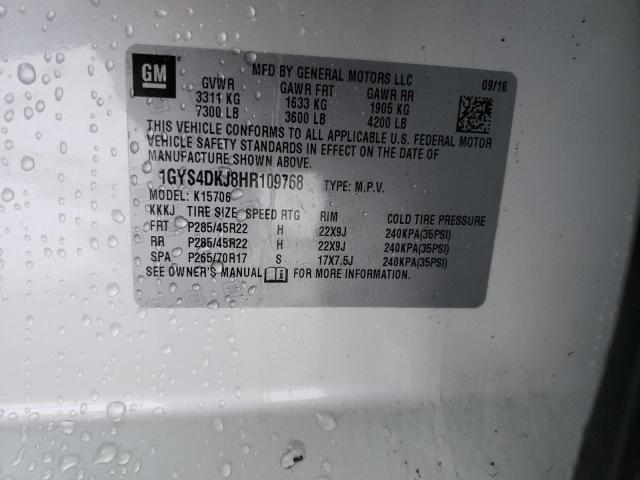 GM
MFD BY GENERAL MOTORS LLC
09/16
GVWR GAWR FRT GAWR RR
3311 KG 1633 KG 1905 KG
7300 LB 3600 LB 4200 LB
THIS VEHICLE CONFORMS TO ALL APPLICABLE U.S. FEDERAL MOTOR
VEHICLE SAFETY STANDARDS IN EFFECT ON THE DATE OF
MANUFACTURE SHOWN ABOVE.
1GYS4DKJ8HR109768 TYPE: M.P.V.
MODEL: K15706
KKKJ TIRE SIZE SPEED RTG RIM COLD TIRE PRESSURE
FRT P285/45R22 H 22X9J 240KPA(35PSI)
RR P285/45R22 H 22X9J 240KPA(35PSI)
SPA P265/70R17 S 17X7.5J 240KPA(35PSI)
SEE OWNER'S MANUAL FOR MORE INFORMATION.